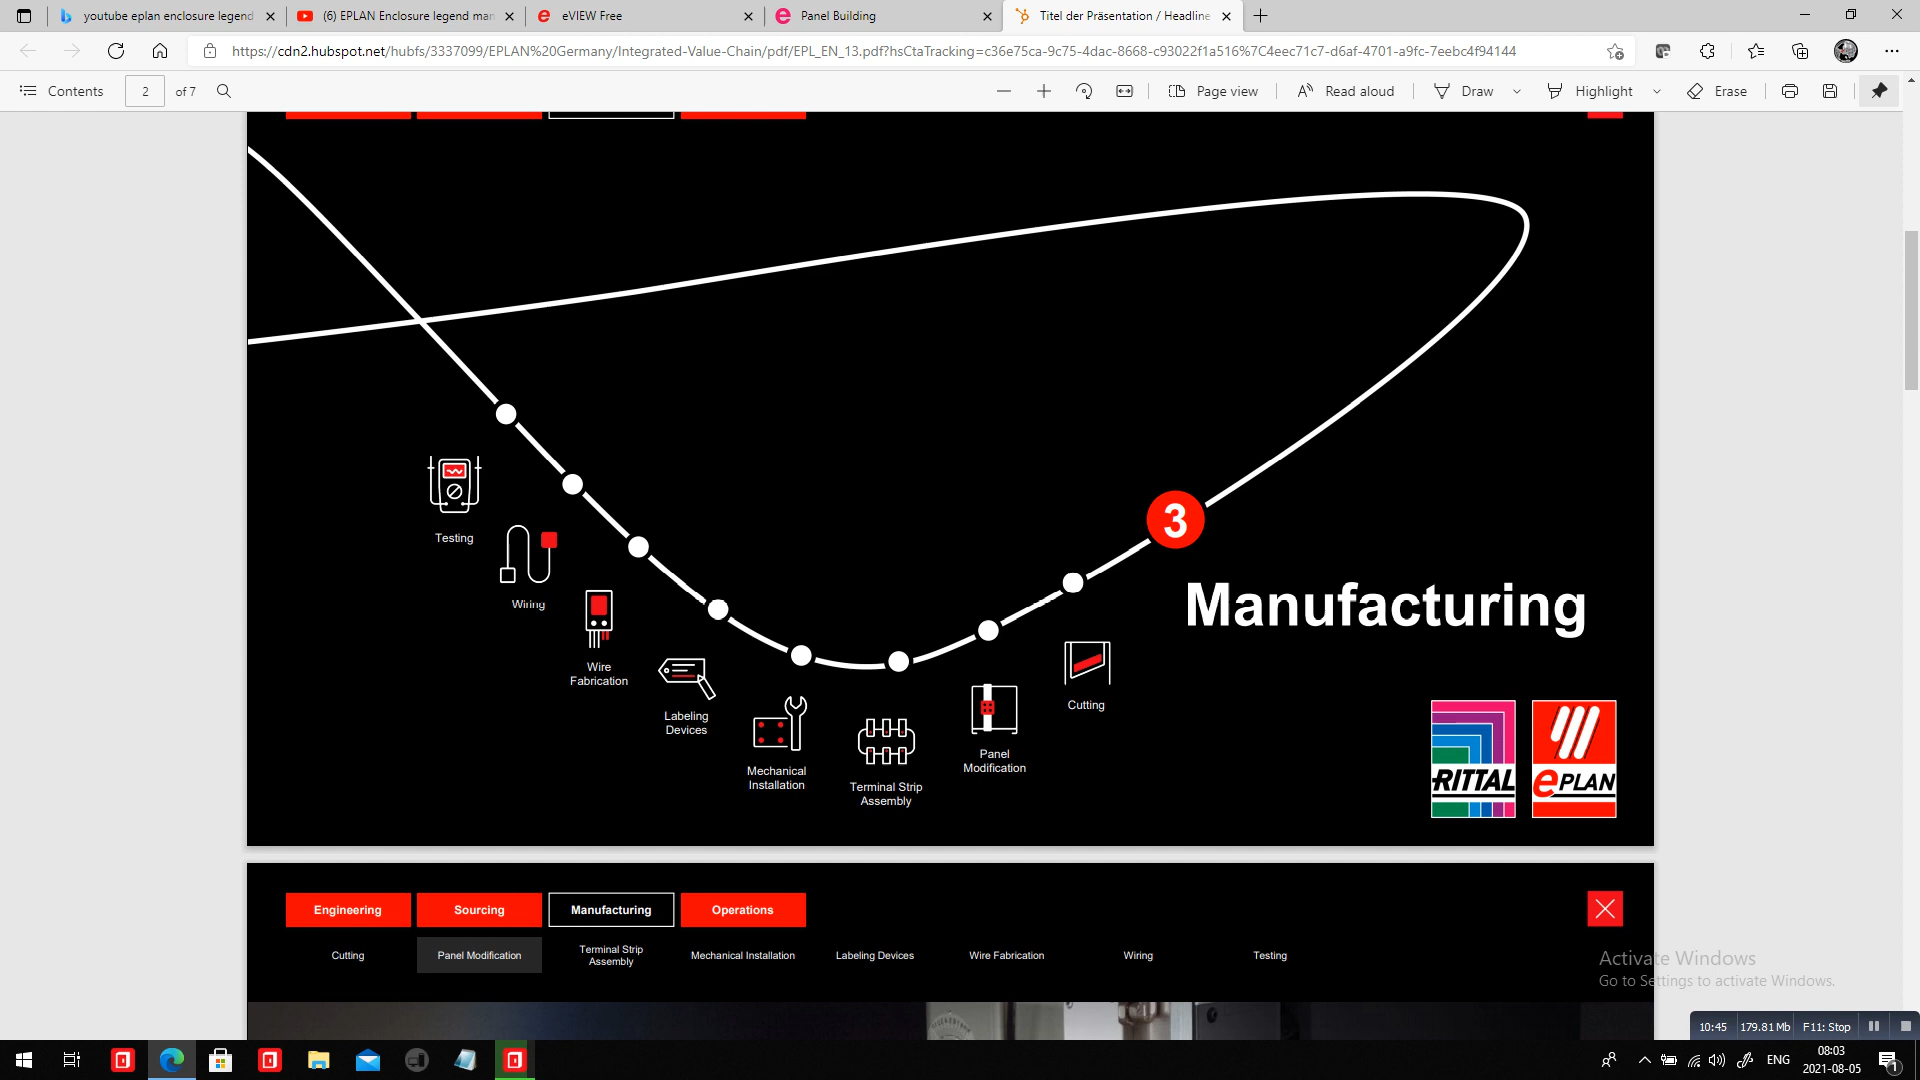 youtube eplan enclosure legend
(6) EPLAN Enclosure legend man
eVIEW Free
Panel Building
Titel der Präsentation / Headline
https://cdn2.hubspot.net/hubfs/3337099/EPLAN%20Germany/Integrated-Value-Chain/pdf/EPL_EN_13.pdf?hsCtaTracking=c36e75ca-9c75-4dac-8668-c93022f1a516%7C4eec71c7-d6af-4701-a9fc-7eebc4f94144
Contents
2 of 7
Page view
Read aloud
Draw
Highlight
Erase
3
Manufacturing
Testing
Wiring
Wire
Fabrication
Labeling
Devices
Mechanical
Installation
Terminal Strip
Assembly
Panel
Modification
Cutting
RITTAL
ePLAN
Engineering
Sourcing
Manufacturing
Operations
Cutting
Panel Modification
Terminal Strip
Assembly
Mechanical Installation
Labeling Devices
Wire Fabrication
Wiring
Testing
Activate Windows
Go to Settings to activate Windows.
10:45
179.81 Mb
F11: Stop
ENG
08:03
2021-08-05
1